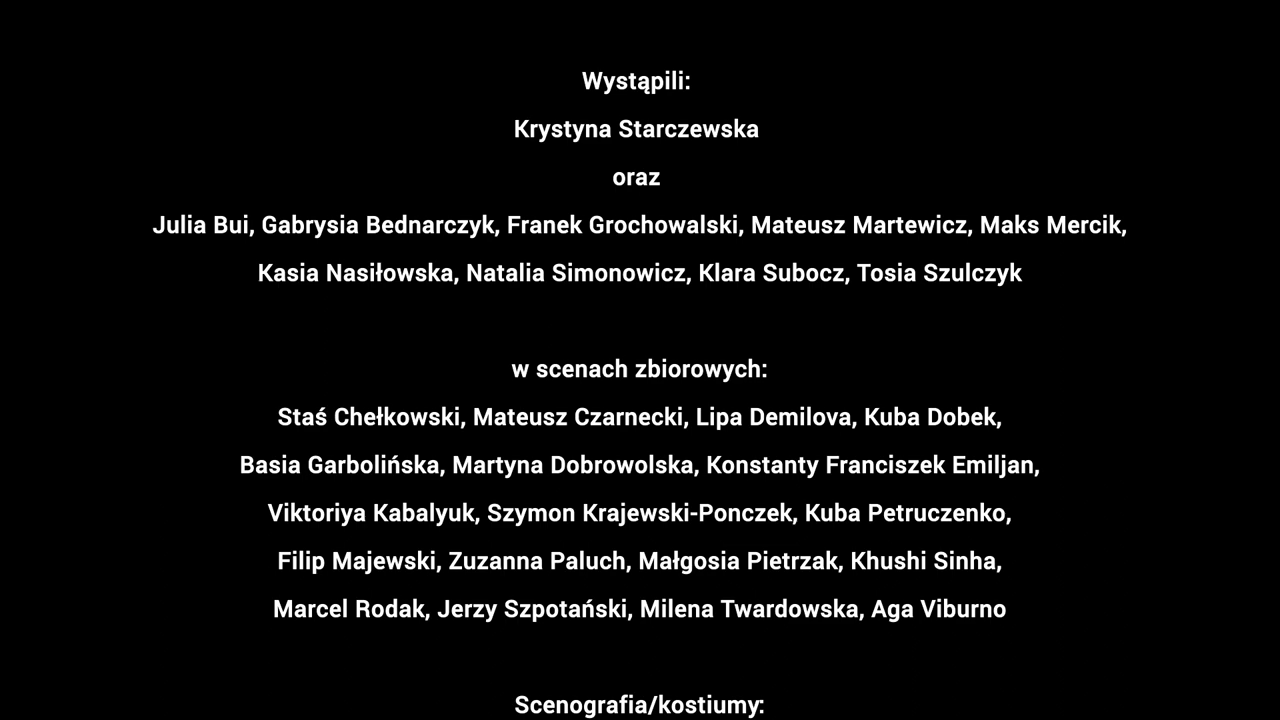 Wystąpili:
Krystyna Starczewska
oraz
Julia Bui, Gabrysia Bednarczyk, Franek Grochowalski, Mateusz Martewicz, Maks Mercik,
Kasia Nasiłowska, Natalia Simonowicz, Klara Subocz, Tosia Szulczyk
w scenach zbiorowych:
Staś Chełkowski, Mateusz Czarnecki, Lipa Demilova, Kuba Dobek,
Basia Garbolińska, Martyna Dobrowolska, Konstanty Franciszek Emiljan,
Viktoriya Kabalyuk, Szymon Krajewski-Ponczek, Kuba Petruczenko,
Filip Majewski, Zuzanna Paluch, Małgosia Pietrzak, Khushi Sinha,
Marcel Rodak, Jerzy Szpotański, Milena Twardowska, Aga Viburno
Scenografia/kostiumy: